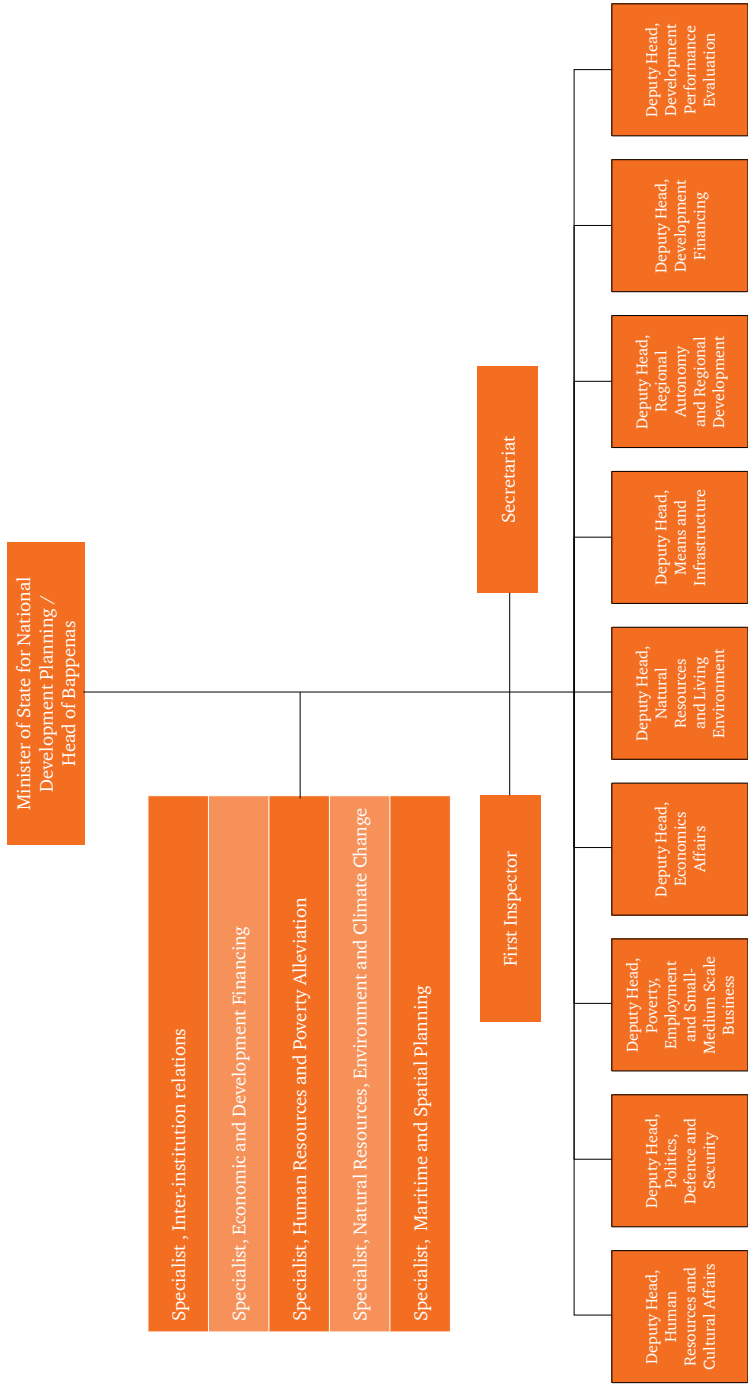 Minister of State for National
Development Planning /
Head of Bappenas
Specialist , Inter-institution relations
Specialist, Economic and Development Financing
Specialist, Human Resources and Poverty Alleviation
Specialist, Natural Resources, Environment and Climate Change
Specialist,  Maritime and Spatial Planning
First Inspector
Secretariat
Deputy Head,
Human
Resources and
Cultural Affairs
Deputy Head,
Politics,
Defence and
Security
Deputy Head,
Poverty,
Employment
and Small-
Medium Scale
Business
Deputy Head,
Economics
Affairs
Deputy Head,
Natural
Resources
and Living
Environment
Deputy Head,
Means and
Infrastructure
Deputy Head,
Regional
Autonomy
and Regional
Development
Deputy Head,
Development
Financing
Deputy Head,
Development
Performance
Evaluation